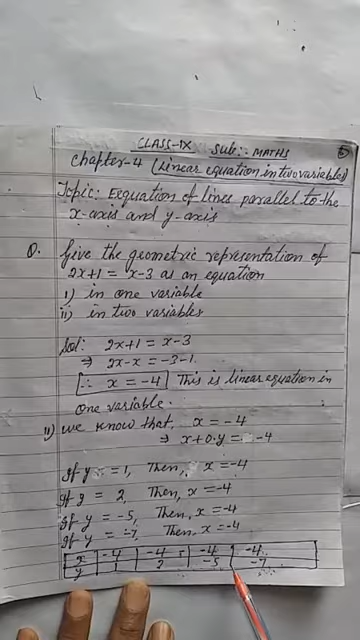 CLASS-IX Sub:- MATHS
Chapter-4 (Linear equation in two variables)
Topic: Eequation of lines parallel to the
x-axis and y-axis
Q. Give the geometric representation of
2x+1 = x-3 as an equation
i) in one variable
ii) in two variables
Sol: 2x+1 = x-3
⇒ 2x-x = -3-1
∴ x = -4 This is linear equation in
one variable.
ii) we know that, x = -4
⇒ x+0.y = -4
If y = 1, Then, x = -4
If y = 2, Then, x = -4
if y = -5, Then, x = -4
If y = -7, Then, x = -4
x -4 -4 -4 -4
y 1 2 -5 -7